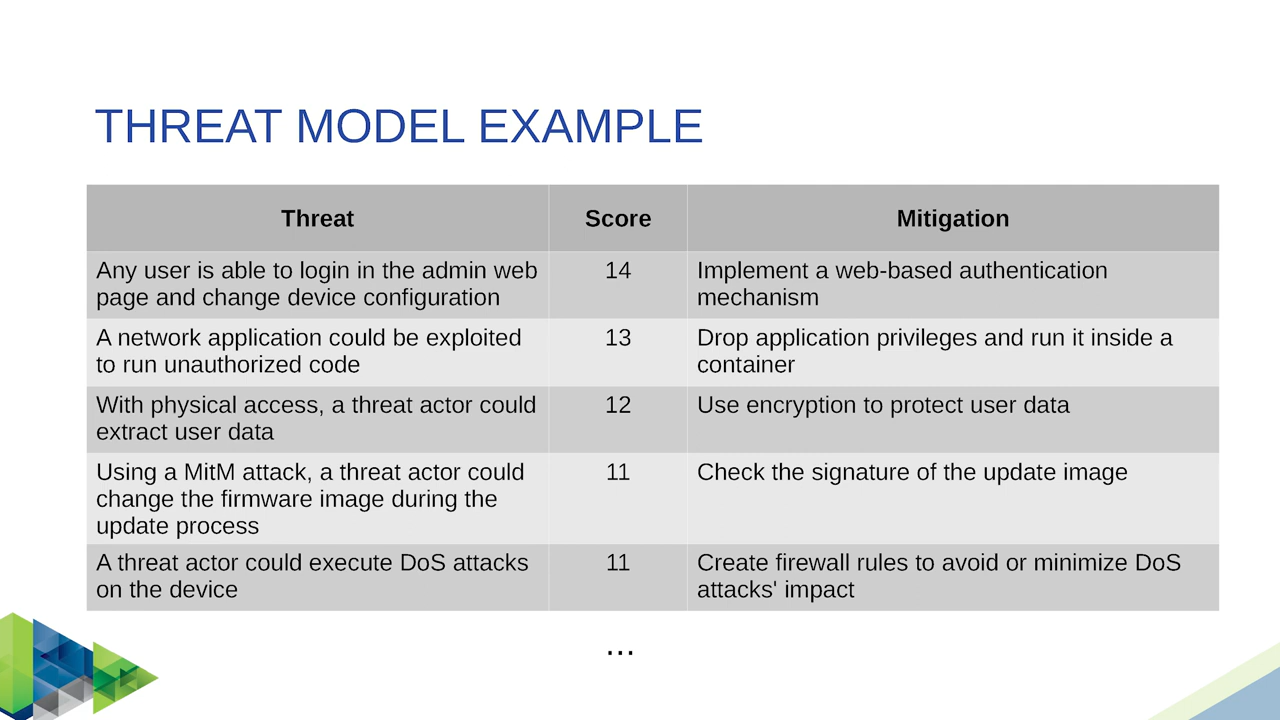 THREAT MODEL EXAMPLE
Threat
Score
Mitigation
Any user is able to login in the admin web
page and change device configuration
14
Implement a web-based authentication
mechanism
A network application could be exploited
to run unauthorized code
13
Drop application privileges and run it inside a
container
With physical access, a threat actor could
extract user data
12
Use encryption to protect user data
Using a MitM attack, a threat actor could
change the firmware image during the
update process
11
Check the signature of the update image
A threat actor could execute DoS attacks
on the device
11
Create firewall rules to avoid or minimize DoS
attacks' impact
...